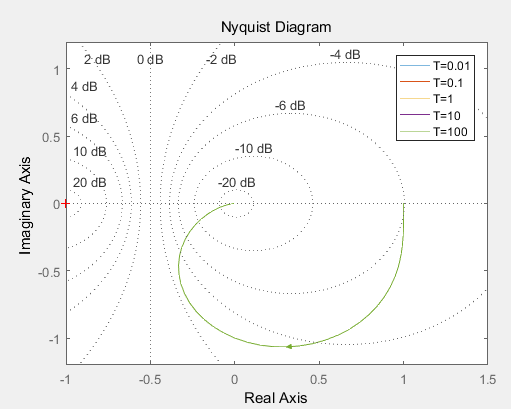 Nyquist Diagram
2 dB 0 dB -2 dB -4 dB
4 dB
6 dB -6 dB
10 dB -10 dB
20 dB -20 dB
T=0.01
T=0.1
T=1
T=10
T=100
1
0.5
0
-0.5
-1
Imaginary Axis
-1 -0.5 0 0.5 1 1.5
Real Axis